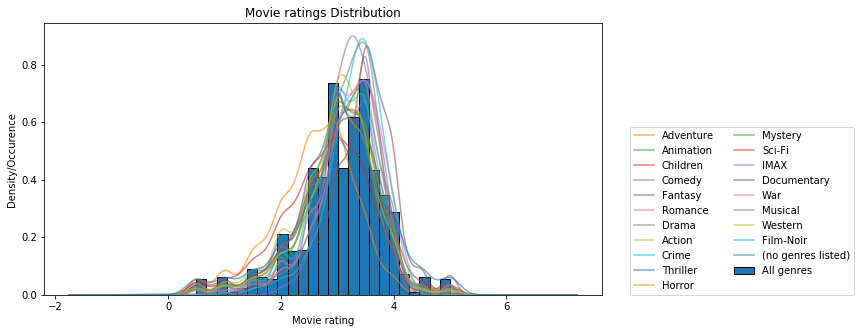 Movie ratings Distribution
Density/Occurence
0.8
0.6
0.4
0.2
0.0
−2
0
2
4
6
Movie rating
Adventure
Animation
Children
Comedy
Fantasy
Romance
Drama
Action
Crime
Thriller
Horror
Mystery
Sci-Fi
IMAX
Documentary
War
Musical
Western
Film-Noir
(no genres listed)
All genres